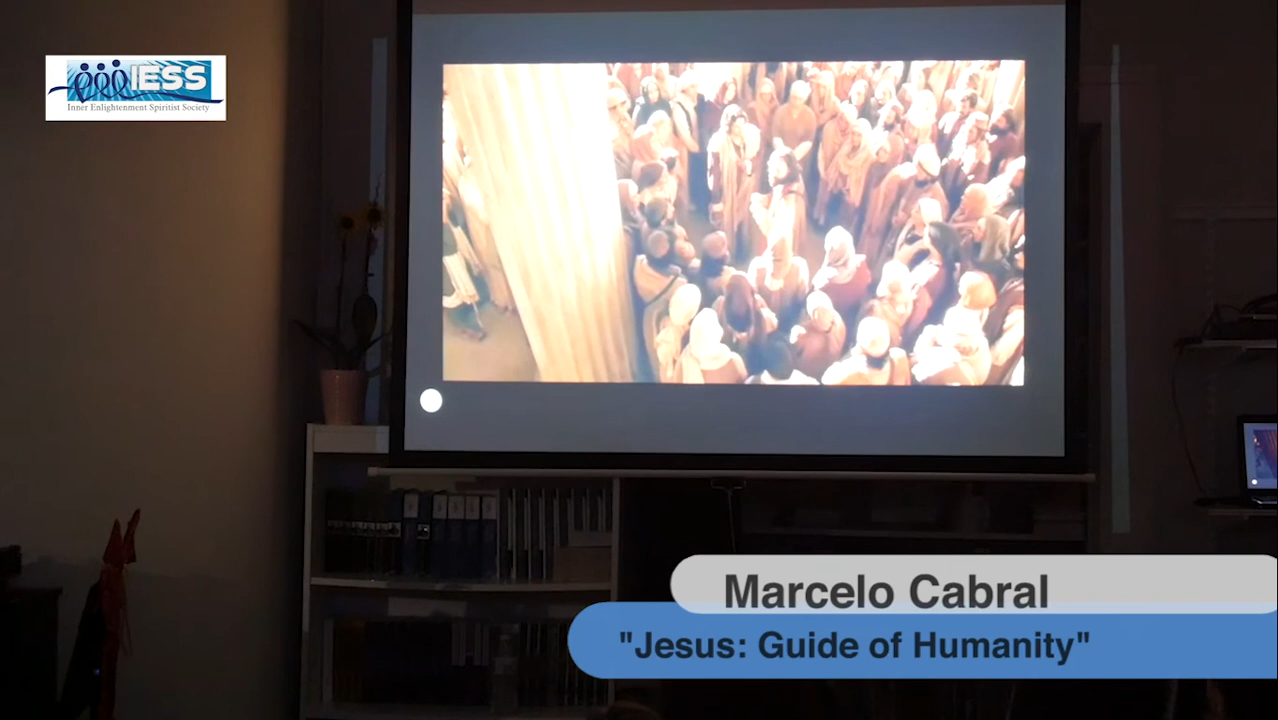 IESS
Inner Enlightenment Spiritist Society
Marcelo Cabral
"Jesus: Guide of Humanity"